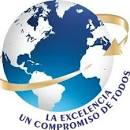 LA EXCELENCIA
UN COMPROMISO DE TODOS